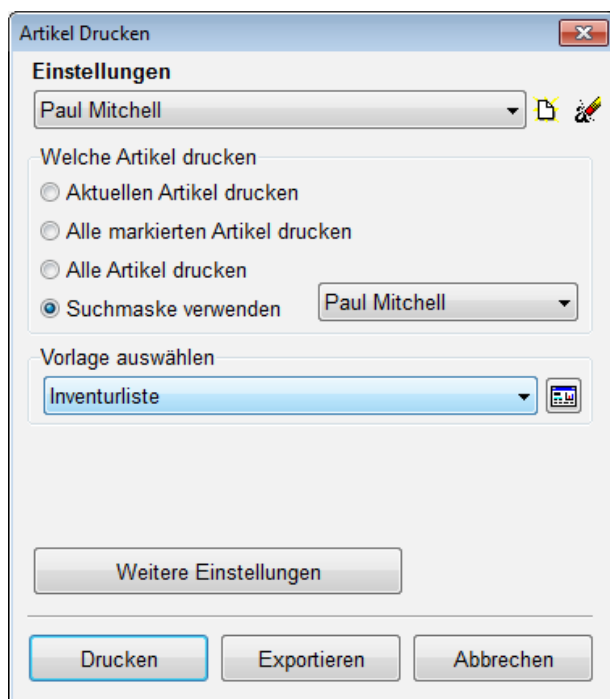 Artikel Drucken
Einstellungen
Paul Mitchell
Welche Artikel drucken
Aktuellen Artikel drucken
Alle markierten Artikel drucken
Alle Artikel drucken
Suchmaske verwenden Paul Mitchell
Vorlage auswählen
Inventurliste
Weitere Einstellungen
Drucken Exportieren Abbrechen